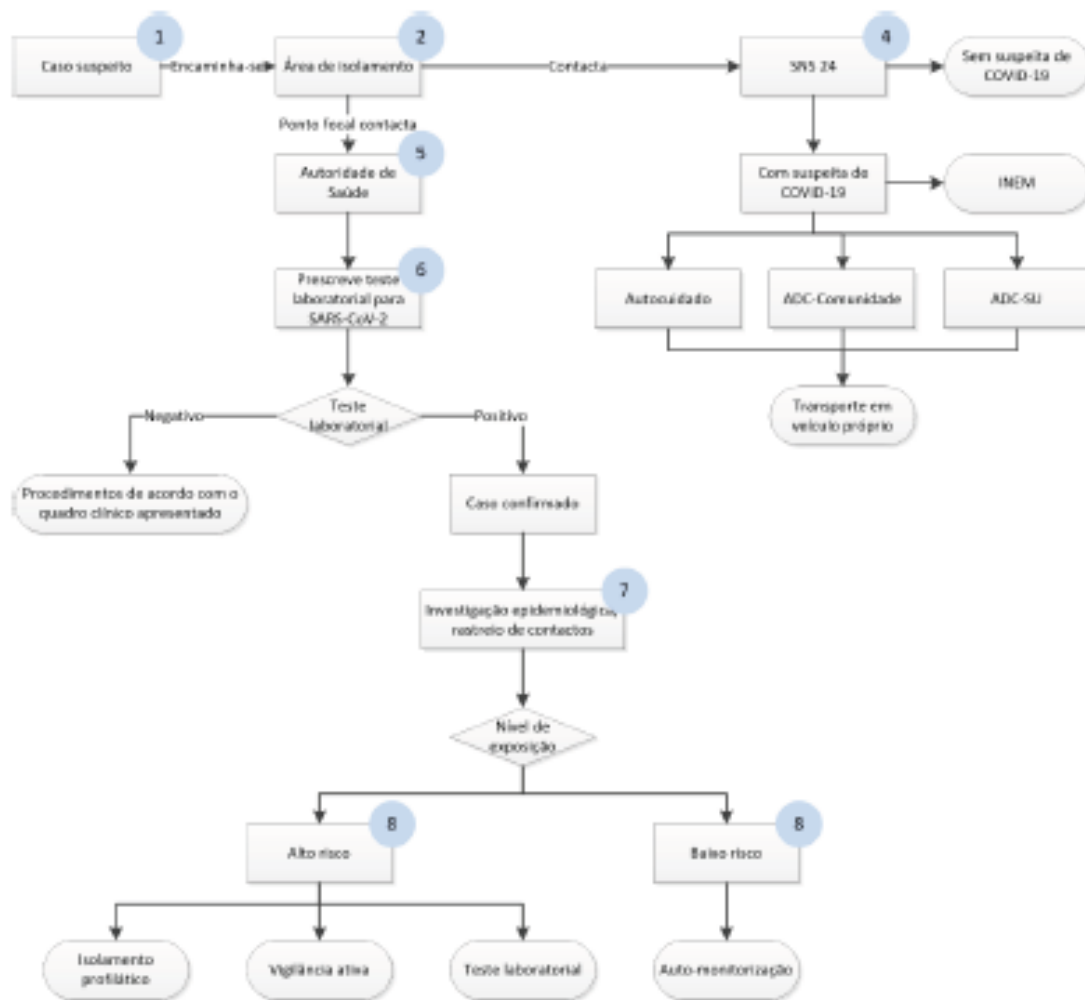 1
2
4
Caso suspeito
Encaminha-se
Área de isolamento
Contacta
SNS 24
Sem suspeita de
COVID-19
Ponto focal contacta
5
Autoridade de
Saúde
Com suspeita de
COVID-19
INEM
6
Prescreve teste
laboratorial para
SARS-CoV-2
Autocuidado
ADC-Comunidade
ADC-SU
Negativo
Teste
laboratorial
Positivo
Transporte em
veículo próprio
Procedimentos de acordo com o
quadro clínico apresentado
Caso confirmado
7
Investigação epidemiológica,
rastreio de contactos
Nível de
exposição
8
8
Alto risco
Baixo risco
Isolamento
profilático
Vigilância ativa
Teste laboratorial
Auto-monitorização